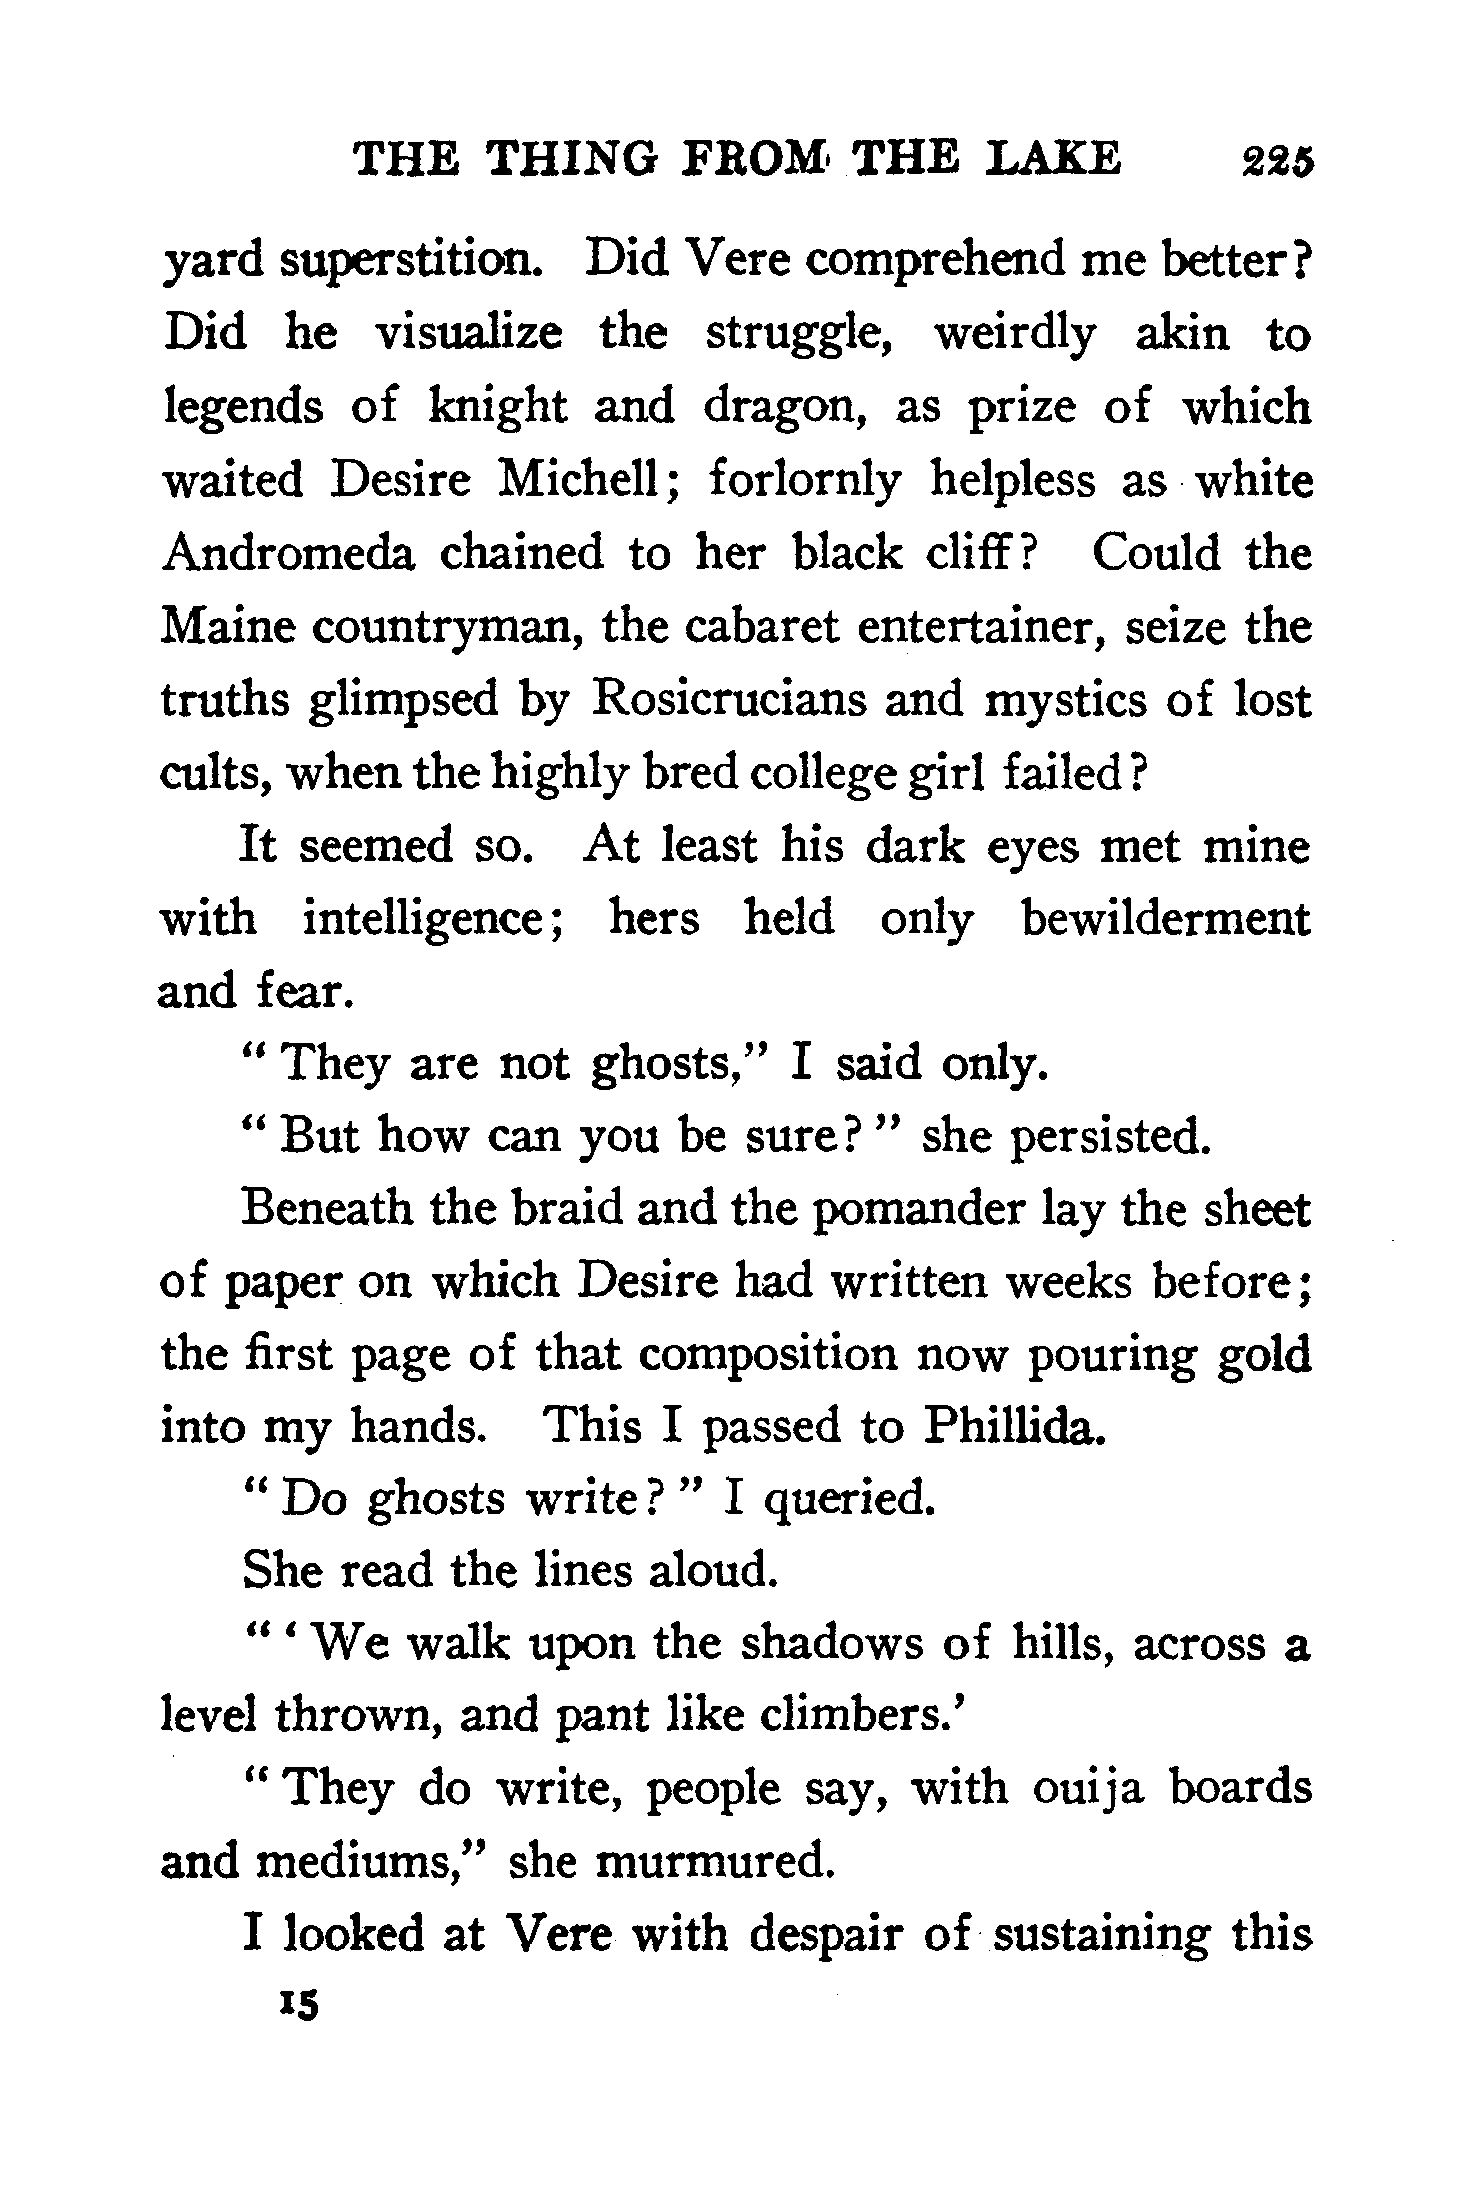 THE THING FROM THE LAKE 225
yard superstition. Did Vere comprehend me better?
Did he visualize the struggle, weirdly akin to
legends of knight and dragon, as prize of which
waited Desire Michell; forlornly helpless as white
Andromeda chained to her black cliff? Could the
Maine countryman, the cabaret entertainer, seize the
truths glimpsed by Rosicrucians and mystics of lost
cults, when the highly bred college girl failed?
It seemed so. At least his dark eyes met mine
with intelligence; hers held only bewilderment
and fear.
“ They are not ghosts,” I said only.
“ But how can you be sure? ” she persisted.
Beneath the braid and the pomander lay the sheet
of paper on which Desire had written weeks before;
the first page of that composition now pouring gold
into my hands. This I passed to Phillida.
“ Do ghosts write? ” I queried.
She read the lines aloud.
“ ‘ We walk upon the shadows of hills, across a
level thrown, and pant like climbers.’
“ They do write, people say, with ouija boards
and mediums,” she murmured.
I looked at Vere with despair of sustaining this
15